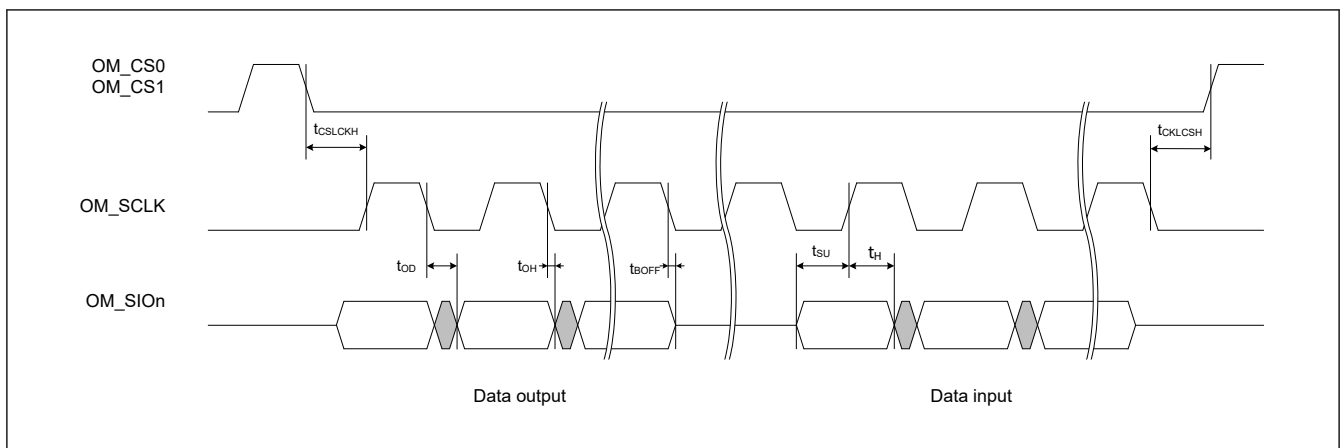 OM_CS0
OM_CS1
tCSLCKH
tCKLCSH
OM_SCLK
tOD
tOH
tBOFF
tSU
tH
OM_SIOn
Data output
Data input